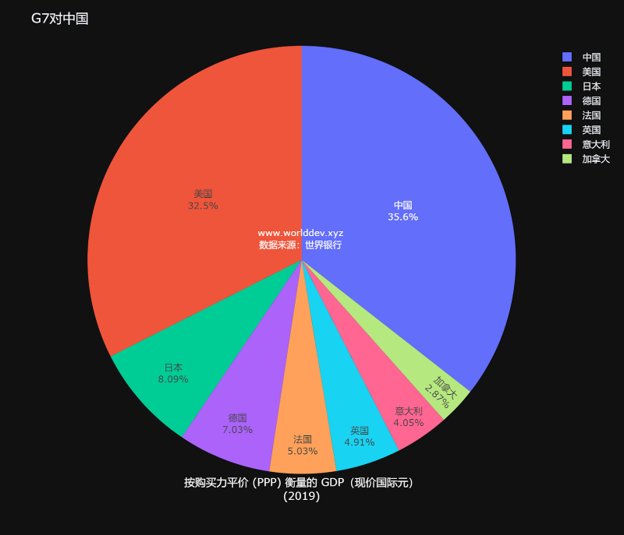 G7对中国
中国
美国
日本
德国
法国
英国
意大利
加拿大
美国
32.5%
中国
35.6%
www.worlddev.xyz
数据来源：世界银行
日本
8.09%
德国
7.03%
法国
5.03%
英国
4.91%
意大利
4.05%
加拿大
2.87%
按购买力平价 (PPP) 衡量的 GDP（现价国际元）
(2019)